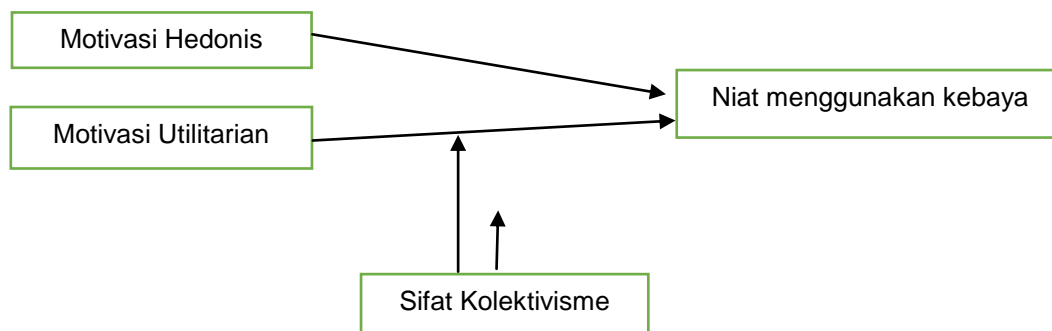 Motivasi Hedonis
Niat menggunakan kebaya
Motivasi Utilitarian
Sifat Kolektivisme